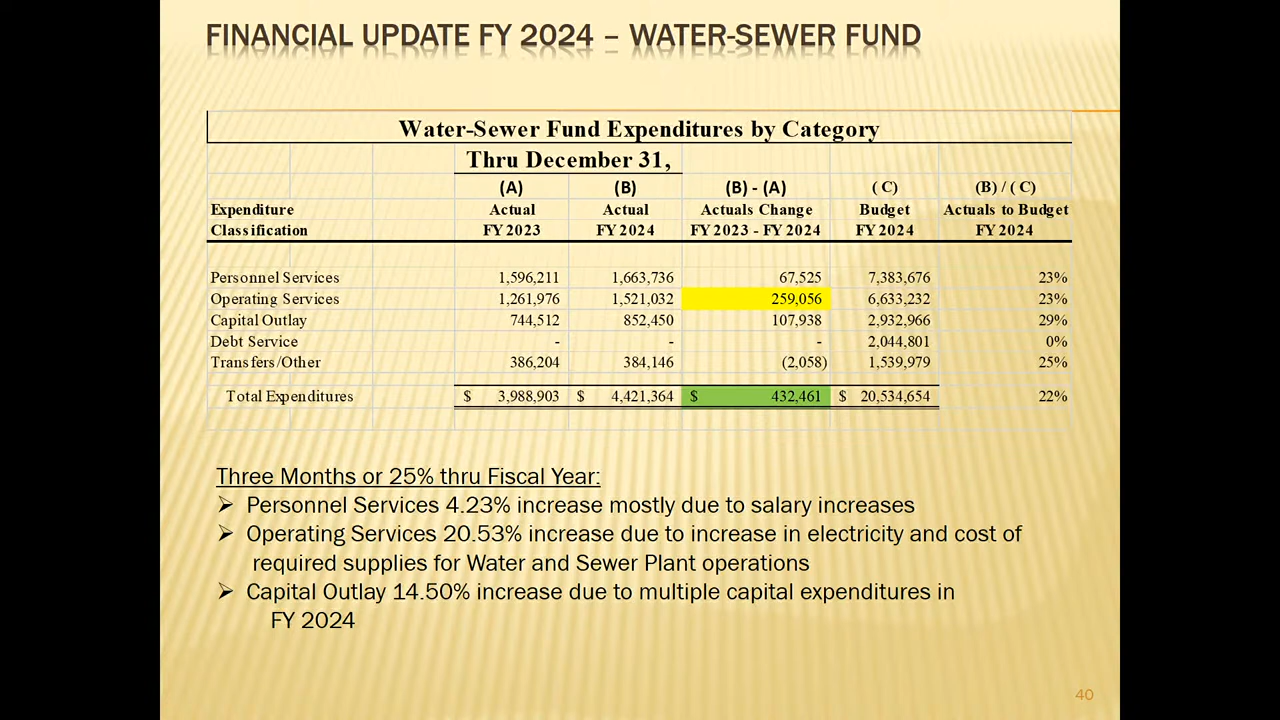 FINANCIAL UPDATE FY 2024 – WATER-SEWER FUND
Water-Sewer Fund Expenditures by Category
Thru December 31,
(A) (B) (B) - (A) ( C) (B) / ( C)
Expenditure Actual Actual Actuals Change Budget Actuals to Budget
Classification FY 2023 FY 2024 FY 2023 - FY 2024 FY 2024 FY 2024
Personnel Services 1,596,211 1,663,736 67,525 7,383,676 23%
Operating Services 1,261,976 1,521,032 259,056 6,633,232 23%
Capital Outlay 744,512 852,450 107,938 2,932,966 29%
Debt Service - - - 2,044,801 0%
Transfers/Other 386,204 384,146 (2,058) 1,539,979 25%
Total Expenditures $ 3,988,903 $ 4,421,364 $ 432,461 $ 20,534,654 22%
Three Months or 25% thru Fiscal Year:
➢ Personnel Services 4.23% increase mostly due to salary increases
➢ Operating Services 20.53% increase due to increase in electricity and cost of
required supplies for Water and Sewer Plant operations
➢ Capital Outlay 14.50% increase due to multiple capital expenditures in
FY 2024
40